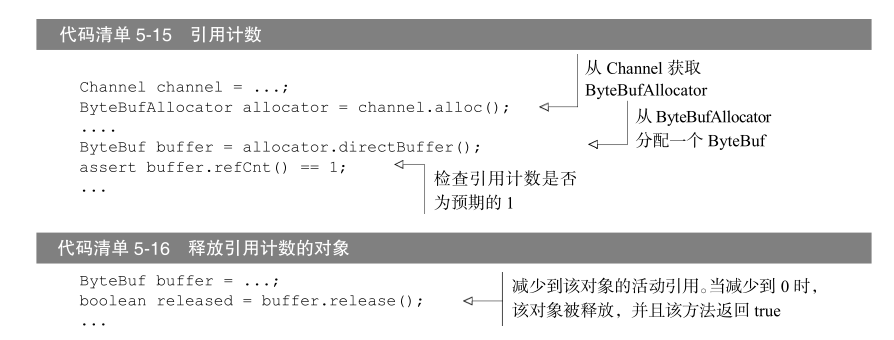 代码清单 5-15 引用计数
Channel channel = ...;
ByteBufAllocator allocator = channel.alloc();
....
ByteBuf buffer = allocator.directBuffer();
assert buffer.refCnt() == 1;
...
从 Channel 获取
ByteBufAllocator
从 ByteBufAllocator
分配一个 ByteBuf
检查引用计数是否
为预期的 1
代码清单 5-16 释放引用计数的对象
ByteBuf buffer = ...;
boolean released = buffer.release();
...
减少到该对象的活动引用。当减少到 0 时，
该对象被释放，并且该方法返回 true